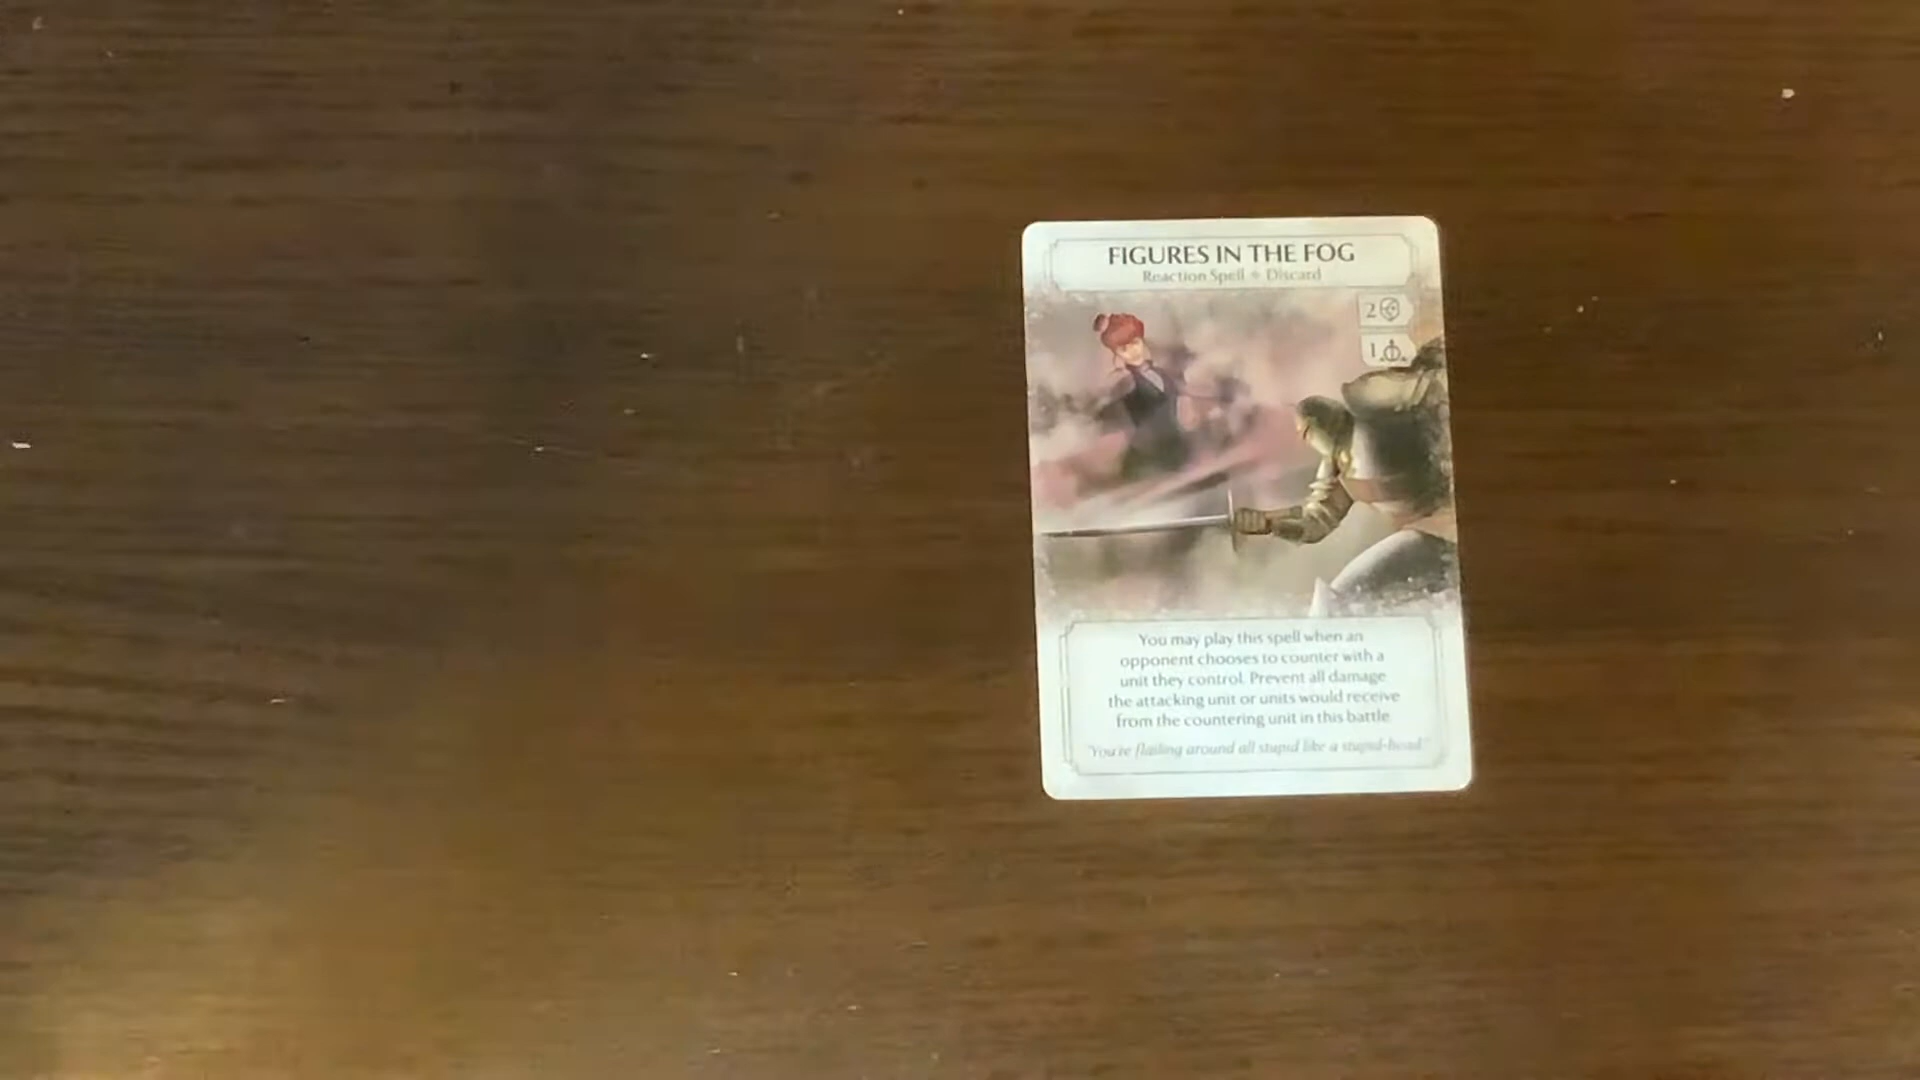 FIGURES IN THE FOG
Reaction Spell ✦ Discard
2
1
You may play this spell when an
opponent chooses to counter with a
unit they control. Prevent all damage
the attacking unit or units would receive
from the countering unit in this battle.
"You're flailing around all stupid like a stupid-head."